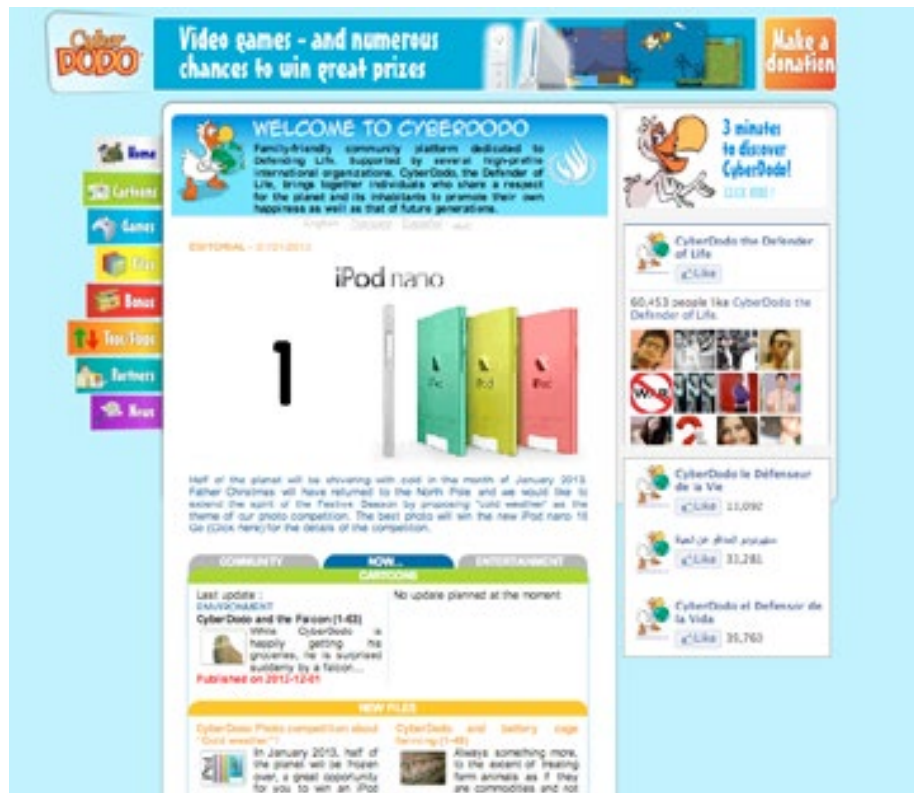 Cyber
DODO
Video games - and numerous
chances to win great prizes
Make a
donation
Home
Cartoons
Games
Files
Bonus
Partners
News
WELCOME TO CYBERDODO
Family-friendly community platform dedicated to
Defending Life. Supported by several high-profile
international organizations, CyberDodo, the Defender of
Life, brings together individuals who share a respect
for the planet and its inhabitants to promote their own
happiness as well as that of future generations.
English
EDITORIAL
iPod nano
1
iPod
iPod
iPod
Half of the planet will be shivering with cold in the month of January 2013.
Father Christmas will have returned to the North Pole and we would like to
extend the spirit of the Festive Season by proposing "cold weather" as the
theme of our photo competition. The best photo will win the new iPod nano 16
Go (Click here) for the details of the competition.
COMMUNITY
NOW...
ENTERTAINMENT
CARTOONS
Last update :
ENVIRONMENT
CyberDodo and the Falcon (1-63)
While CyberDodo is
happily getting his
groceries, he is surprised
suddenly by a falcon...
Published on 2012-12-01
No update planned at the moment
NEW FILES
CyberDodo Photo competition about
"Cold weather"!
In January 2013, half of
the planet will be frozen
over, a great opportunity
for you to win an iPod
CyberDodo and battery cage
farming (1-48)
Always something more,
to the extent of treating
farm animals as if they
are commodities and not
3 minutes
to discover
CyberDodo!
CLICK HERE !
CyberDodo the Defender
of Life
Like
60,453 people like CyberDodo the
Defender of Life.
WAR
CyberDodo le Défenseur
de la Vie
Like
CyberDodo el Defensor de
la Vida
Like 35,763